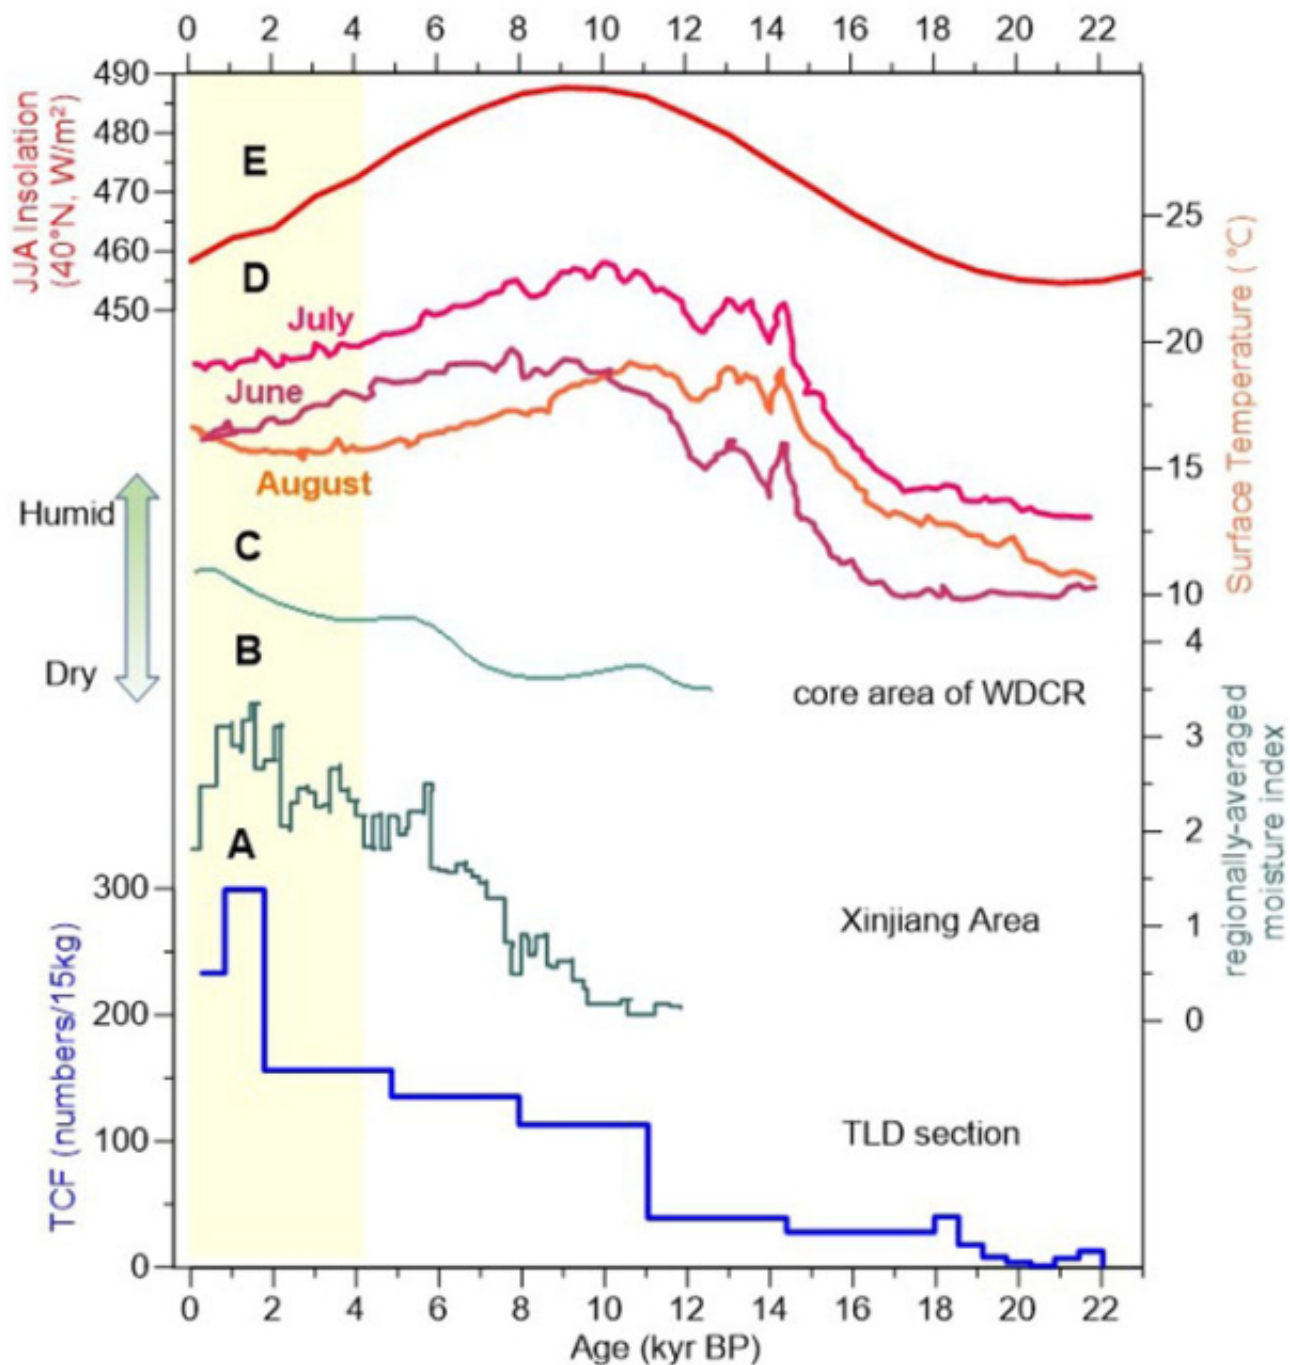 0 2 4 6 8 10 12 14 16 18 20 22
JJA Insolation
(40°N, W/m²)
490
480
470
460
450
E
D
July
June
August
25
20
15
10
Surface Temperature (°C)
Humid
Dry
C
B
core area of WDCR
4
3
2
1
0
regionally-averaged
moisture index
A
Xinjiang Area
300
200
100
0
TCF (numbers/15kg)
TLD section
0 2 4 6 8 10 12 14 16 18 20 22
Age (kyr BP)